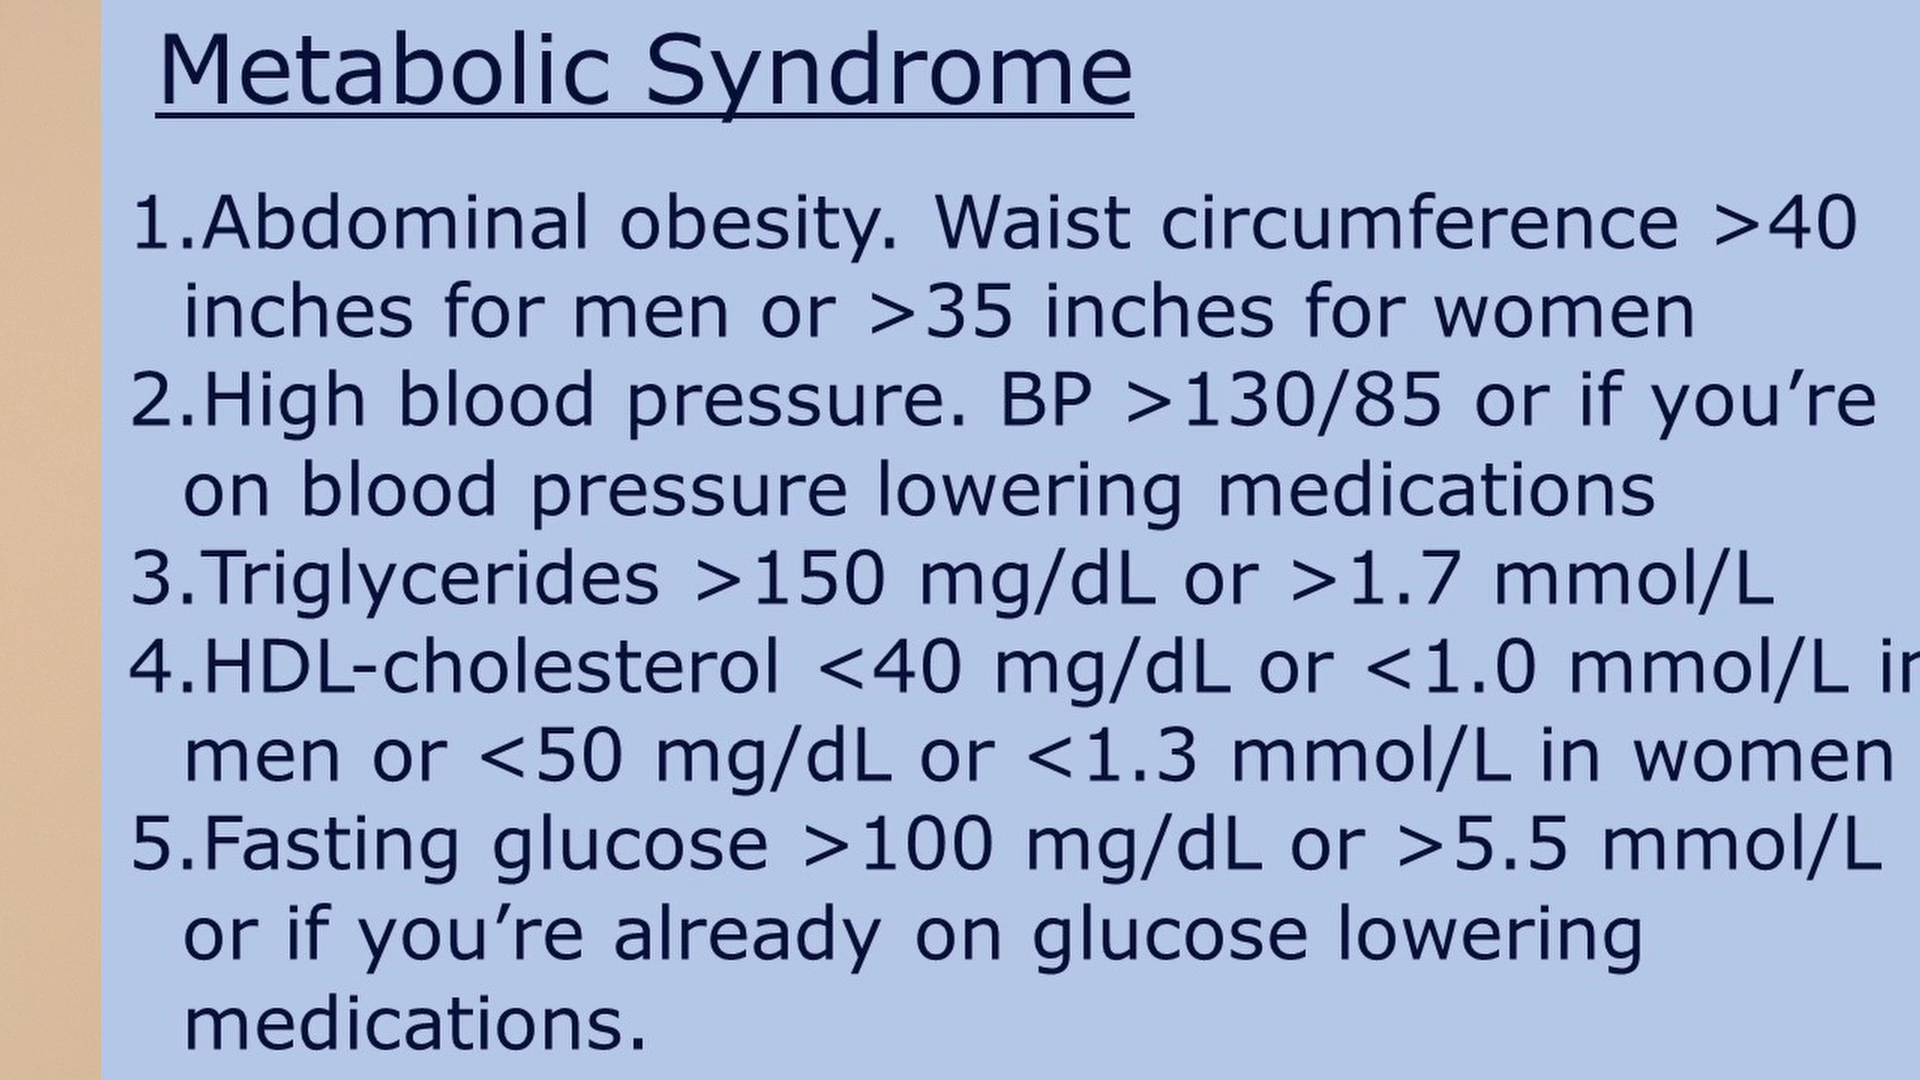 Metabolic Syndrome
1.Abdominal obesity. Waist circumference >40
inches for men or >35 inches for women
2.High blood pressure. BP >130/85 or if you’re
on blood pressure lowering medications
3.Triglycerides >150 mg/dL or >1.7 mmol/L
4.HDL-cholesterol <40 mg/dL or <1.0 mmol/L in
men or <50 mg/dL or <1.3 mmol/L in women
5.Fasting glucose >100 mg/dL or >5.5 mmol/L
or if you’re already on glucose lowering
medications.